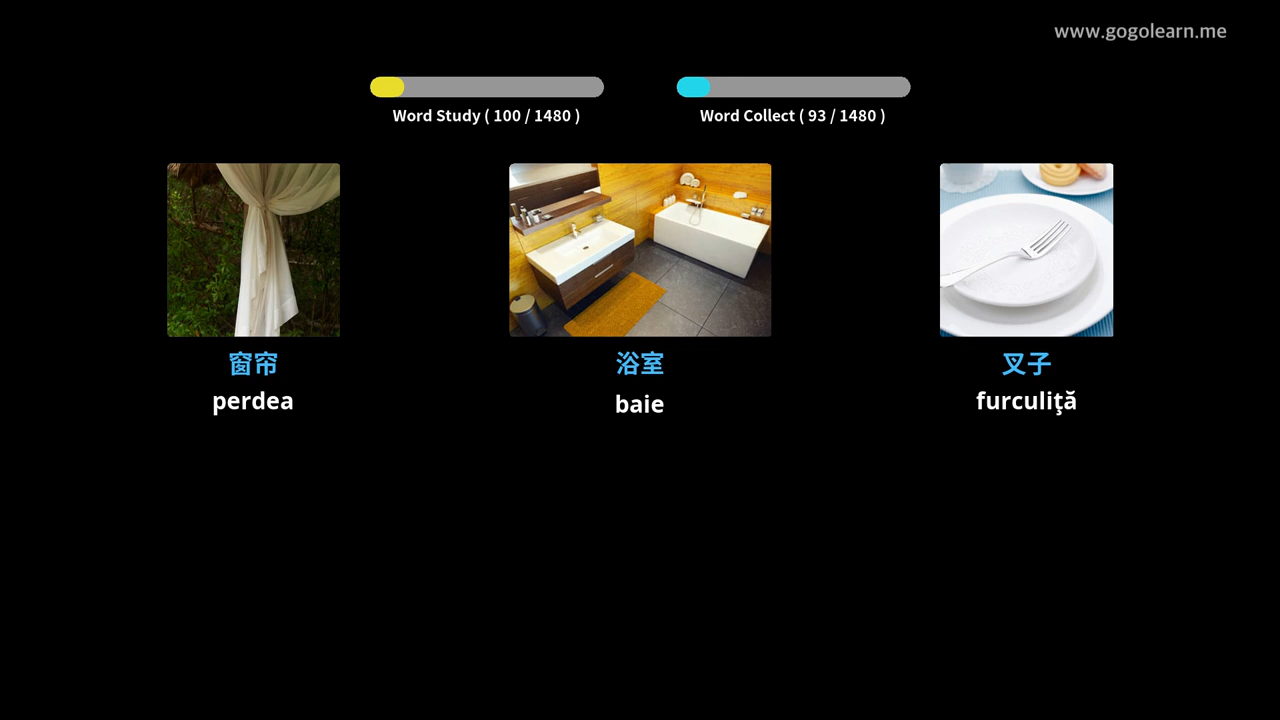 www.gogolearn.me
Word Study ( 100 / 1480 )
Word Collect ( 93 / 1480 )
窗帘
perdea
浴室
baie
叉子
furculiţă